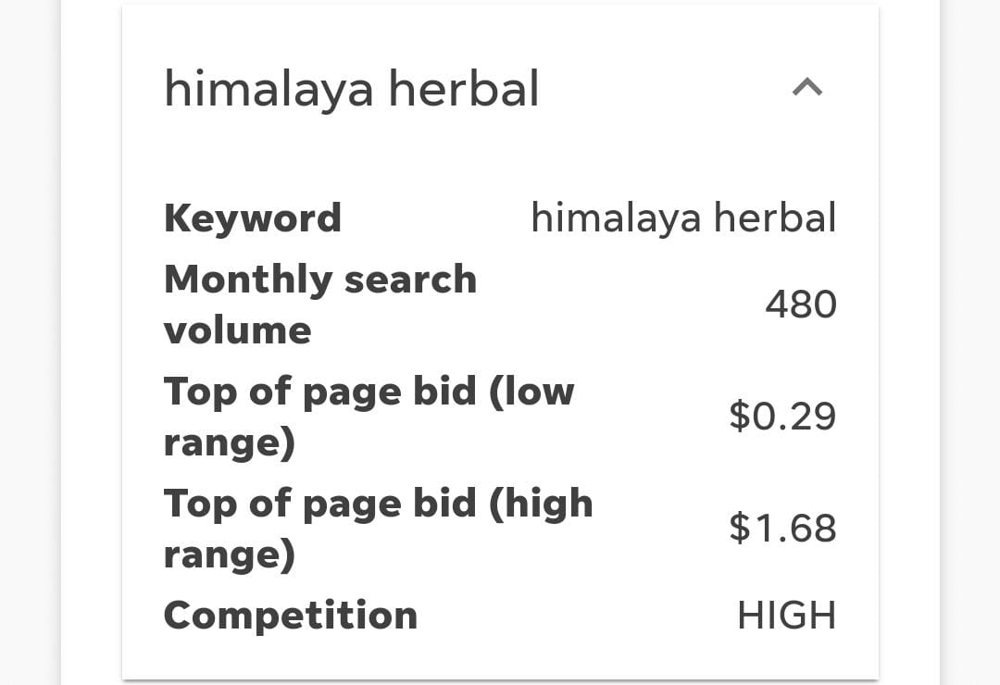 himalaya herbal
Keyword himalaya herbal
Monthly search
volume 480
Top of page bid (low
range) $0.29
Top of page bid (high
range) $1.68
Competition HIGH